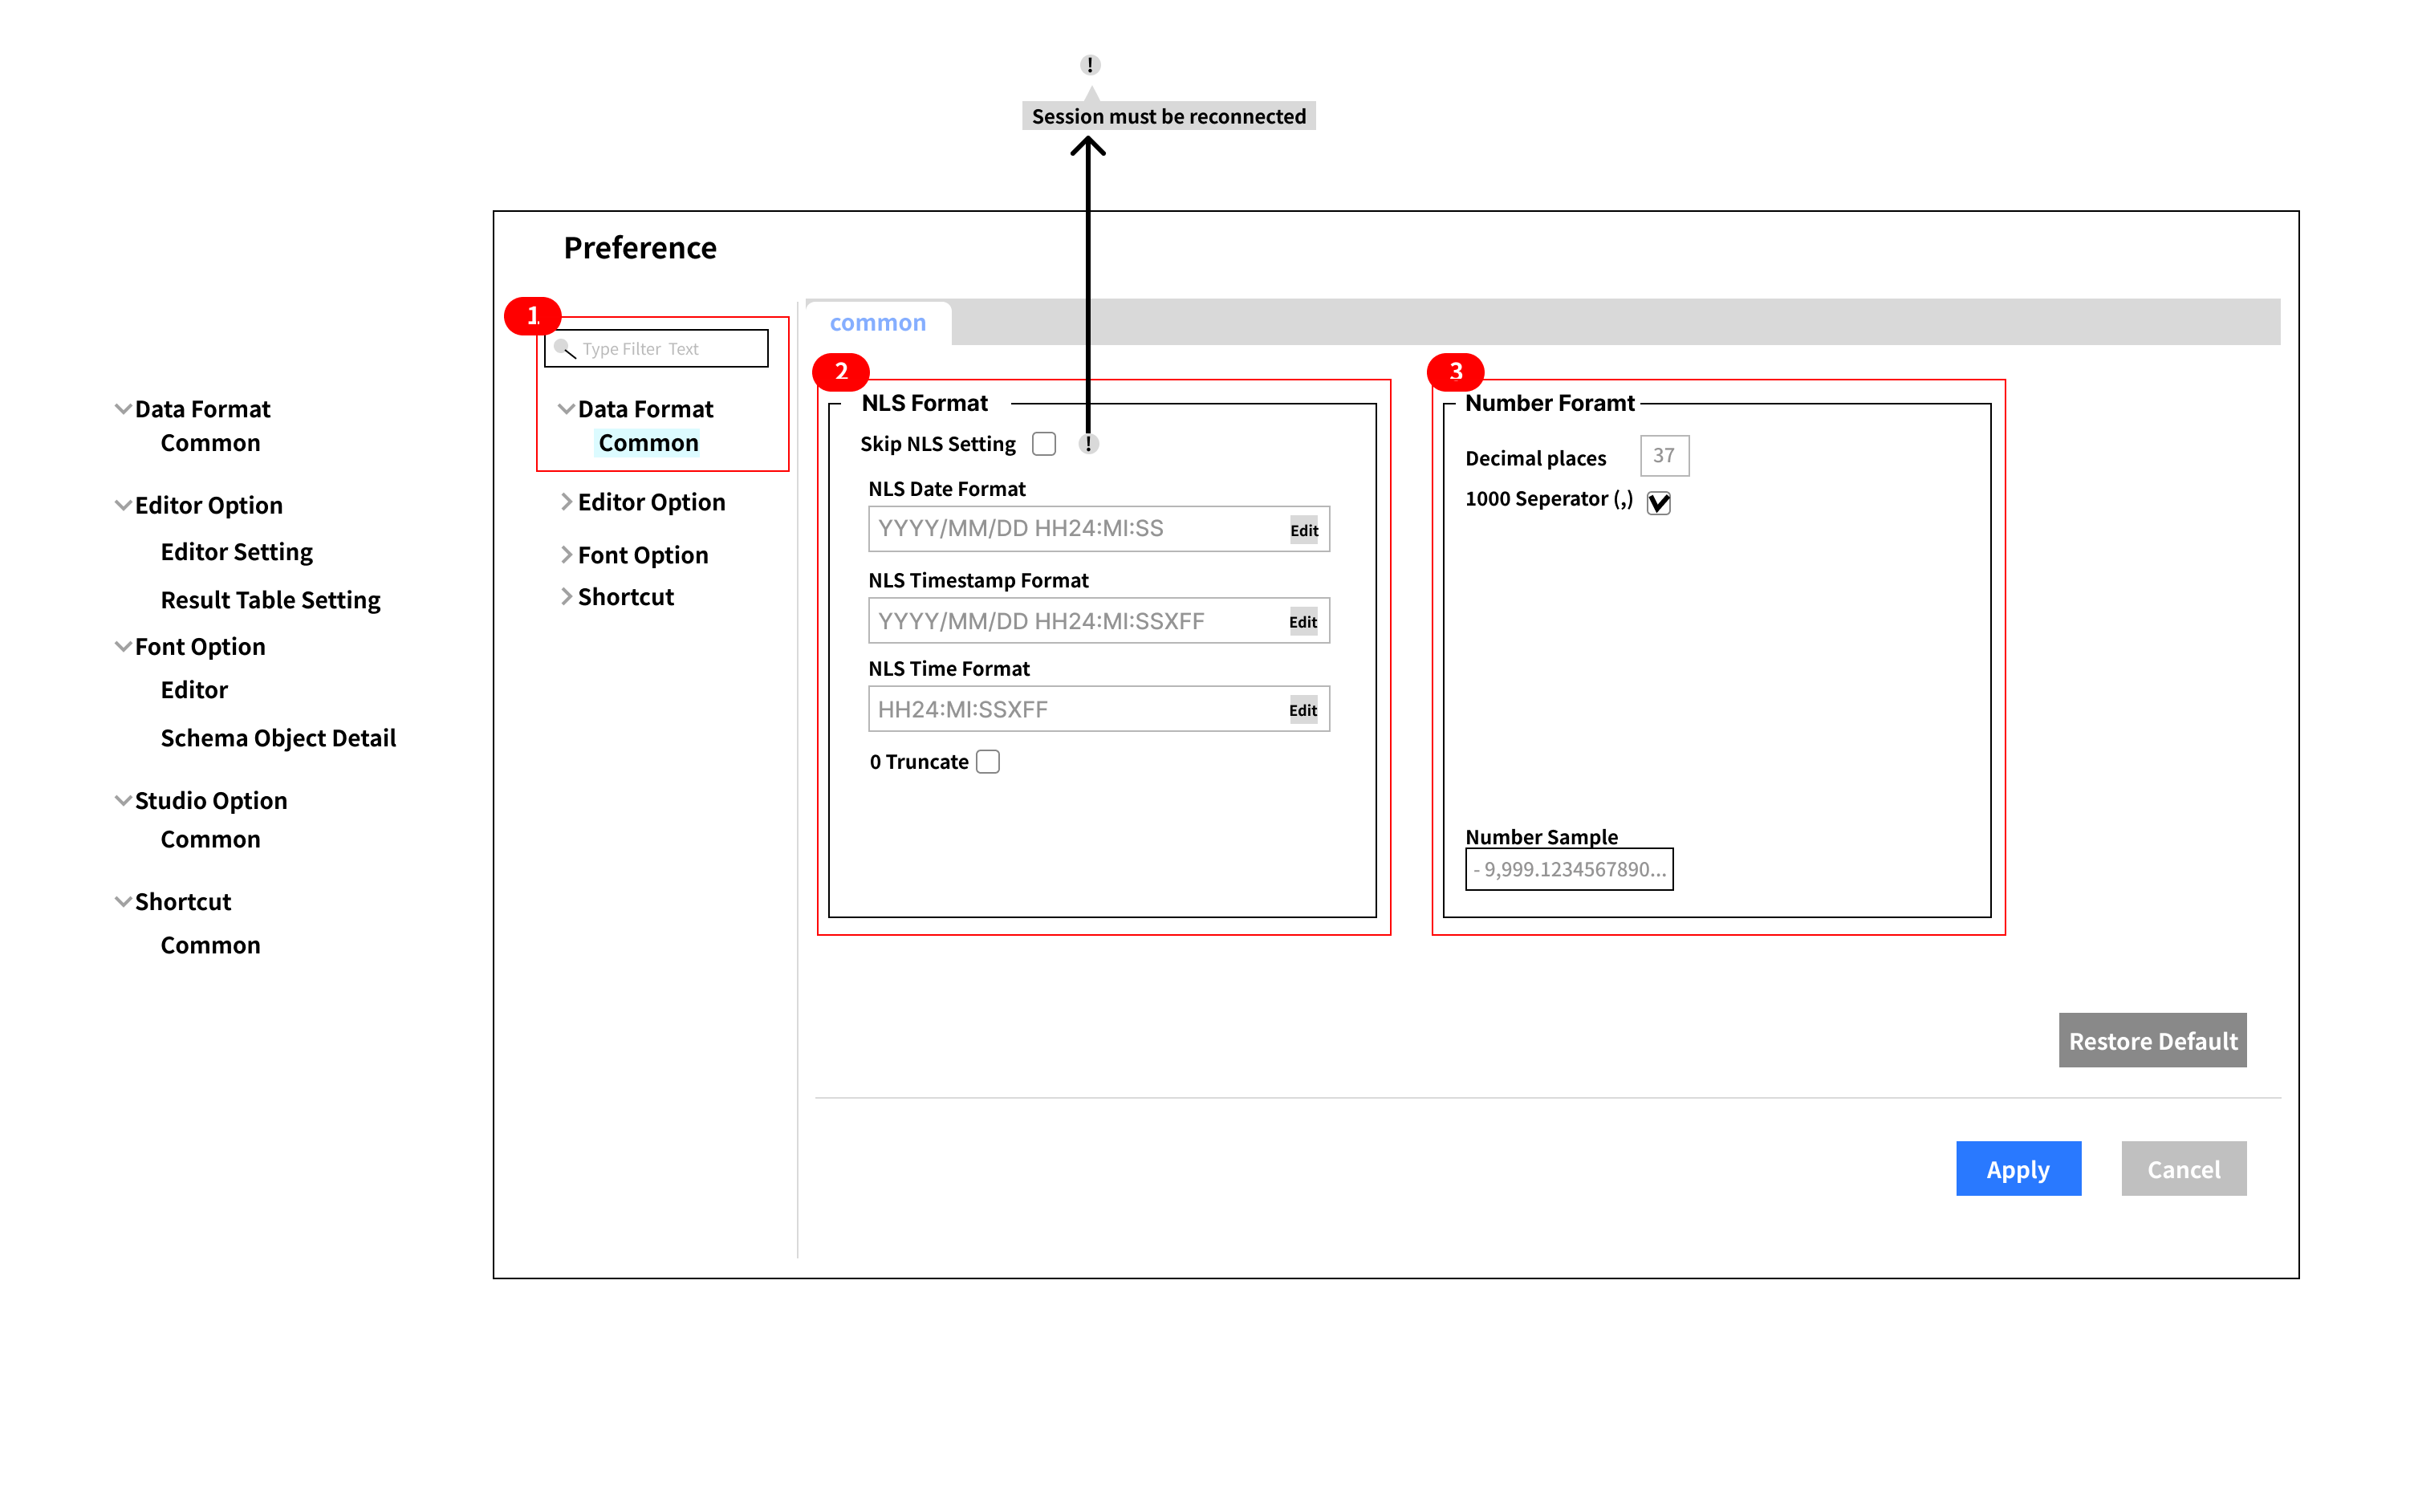 !
Session must be reconnected
Preference
1
Type Filter Text
common
Data Format
Common
Editor Option
Editor Setting
Result Table Setting
Font Option
Editor
Schema Object Detail
Studio Option
Common
Shortcut
Common
Data Format
Common
Editor Option
Font Option
Shortcut
2
NLS Format
Skip NLS Setting
!
NLS Date Format
YYYY/MM/DD HH24:MI:SS
Edit
NLS Timestamp Format
YYYY/MM/DD HH24:MI:SSXFF
Edit
NLS Time Format
HH24:MI:SSXFF
Edit
0 Truncate
3
Number Foramt
Decimal places
37
1000 Seperator (,)
Number Sample
- 9,999.1234567890...
Restore Default
Apply
Cancel